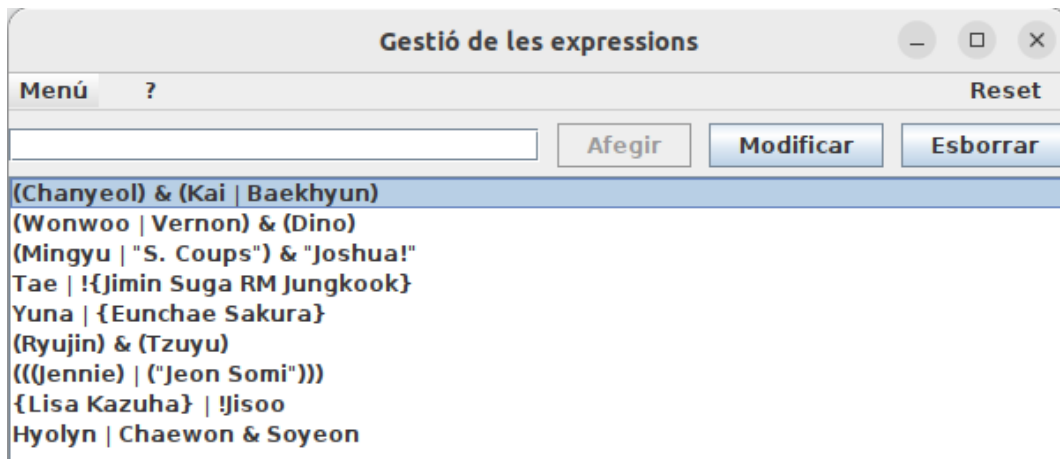 Gestió de les expressions
Menú ? Reset
Afegir Modificar Esborrar
(Chanyeol) & (Kai | Baekhyun)
(Wonwoo | Vernon) & (Dino)
(Mingyu | "S. Coups") & "Joshua!"
Tae | !{Jimin Suga RM Jungkook}
Yuna | {Eunchae Sakura}
(Ryujin) & (Tzuyu)
(((Jennie) | ("Jeon Somi")))
{Lisa Kazuha} | !Jisoo
Hyolyn | Chaewon & Soyeon